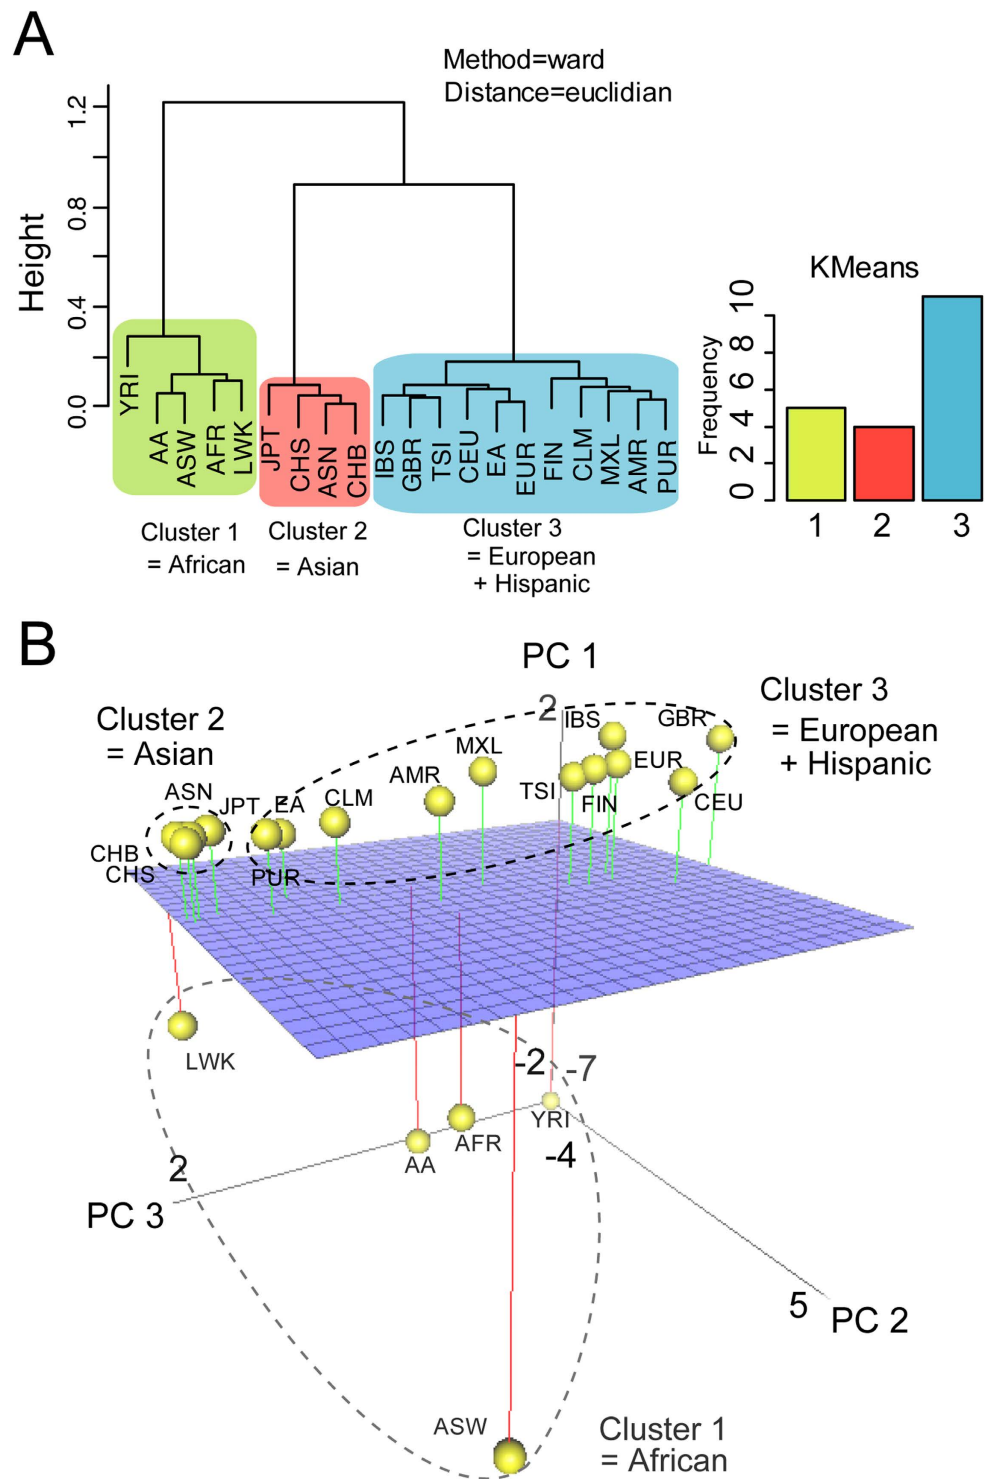 A
Method=ward
Distance=euclidian
Height
1.2
0.8
0.4
0.0
YRI
AA
ASW
AFR
LWK
JPT
CHS
ASN
CHB
IBS
GBR
TSI
CEU
EA
EUR
FIN
CLM
MXL
AMR
PUR
Cluster 1
= African
Cluster 2
= Asian
Cluster 3
= European
+ Hispanic
KMeans
Frequency
10
8
6
4
2
0
1
2
3
B
PC 1
2
Cluster 2
= Asian
Cluster 3
= European
+ Hispanic
ASN
JPT
EA
CLM
AMR
MXL
IBS
GBR
TSI
FIN
EUR
CEU
CHB
CHS
PUR
LWK
-2
-7
YRI
-4
AFR
AA
2
PC 3
5
PC 2
ASW
Cluster 1
= African